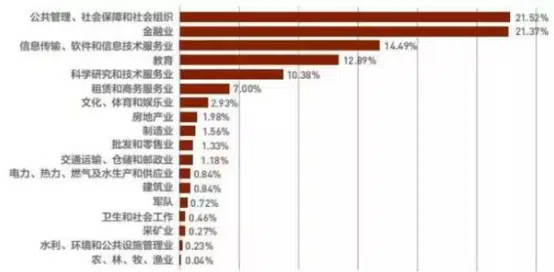 公共管理、社会保障和社会组织 21.52%
金融业 21.37%
信息传输、软件和信息技术服务业 14.49%
教育 12.89%
科学研究和技术服务业 10.38%
租赁和商务服务业 7.00%
文化、体育和娱乐业 2.93%
房地产业 1.98%
制造业 1.56%
批发和零售业 1.33%
交通运输、仓储和邮政业 1.18%
电力、热力、燃气及水生产和供应业 0.84%
建筑业 0.84%
军队 0.72%
卫生和社会工作 0.46%
采矿业 0.27%
水利、环境和公共设施管理业 0.23%
农、林、牧、渔业 0.04%